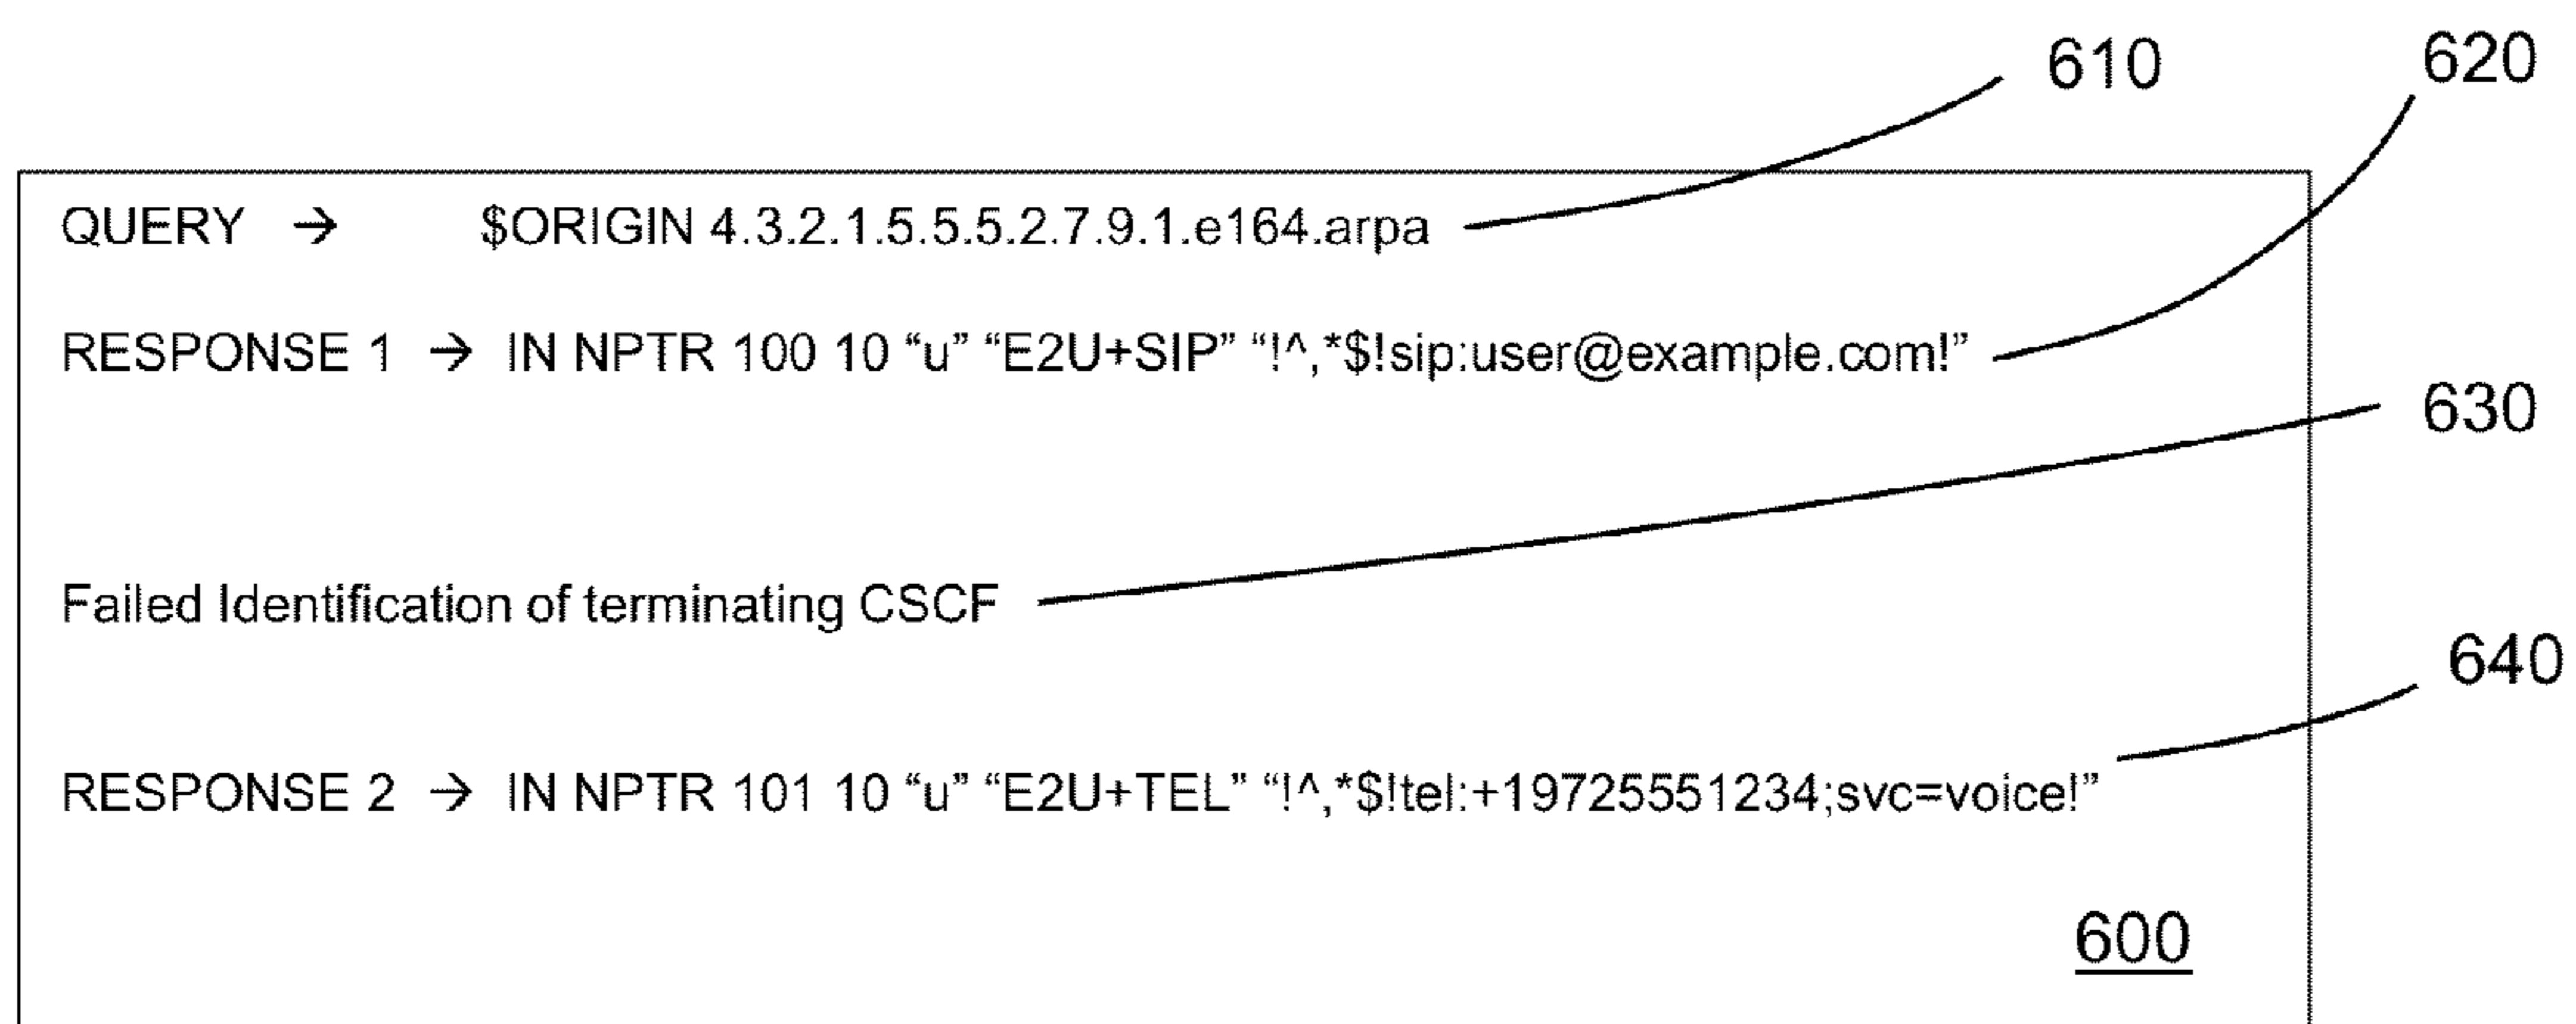 610
620
QUERY → $ORIGIN 4.3.2.1.5.5.5.2.7.9.1.e164.arpa
RESPONSE 1 → IN NPTR 100 10 “u” “E2U+SIP” “!^,*$!sip:user@example.com!”
630
Failed Identification of terminating CSCF
640
RESPONSE 2 → IN NPTR 101 10 “u” “E2U+TEL” “!^,*$!tel:+19725551234;svc=voice!”
600